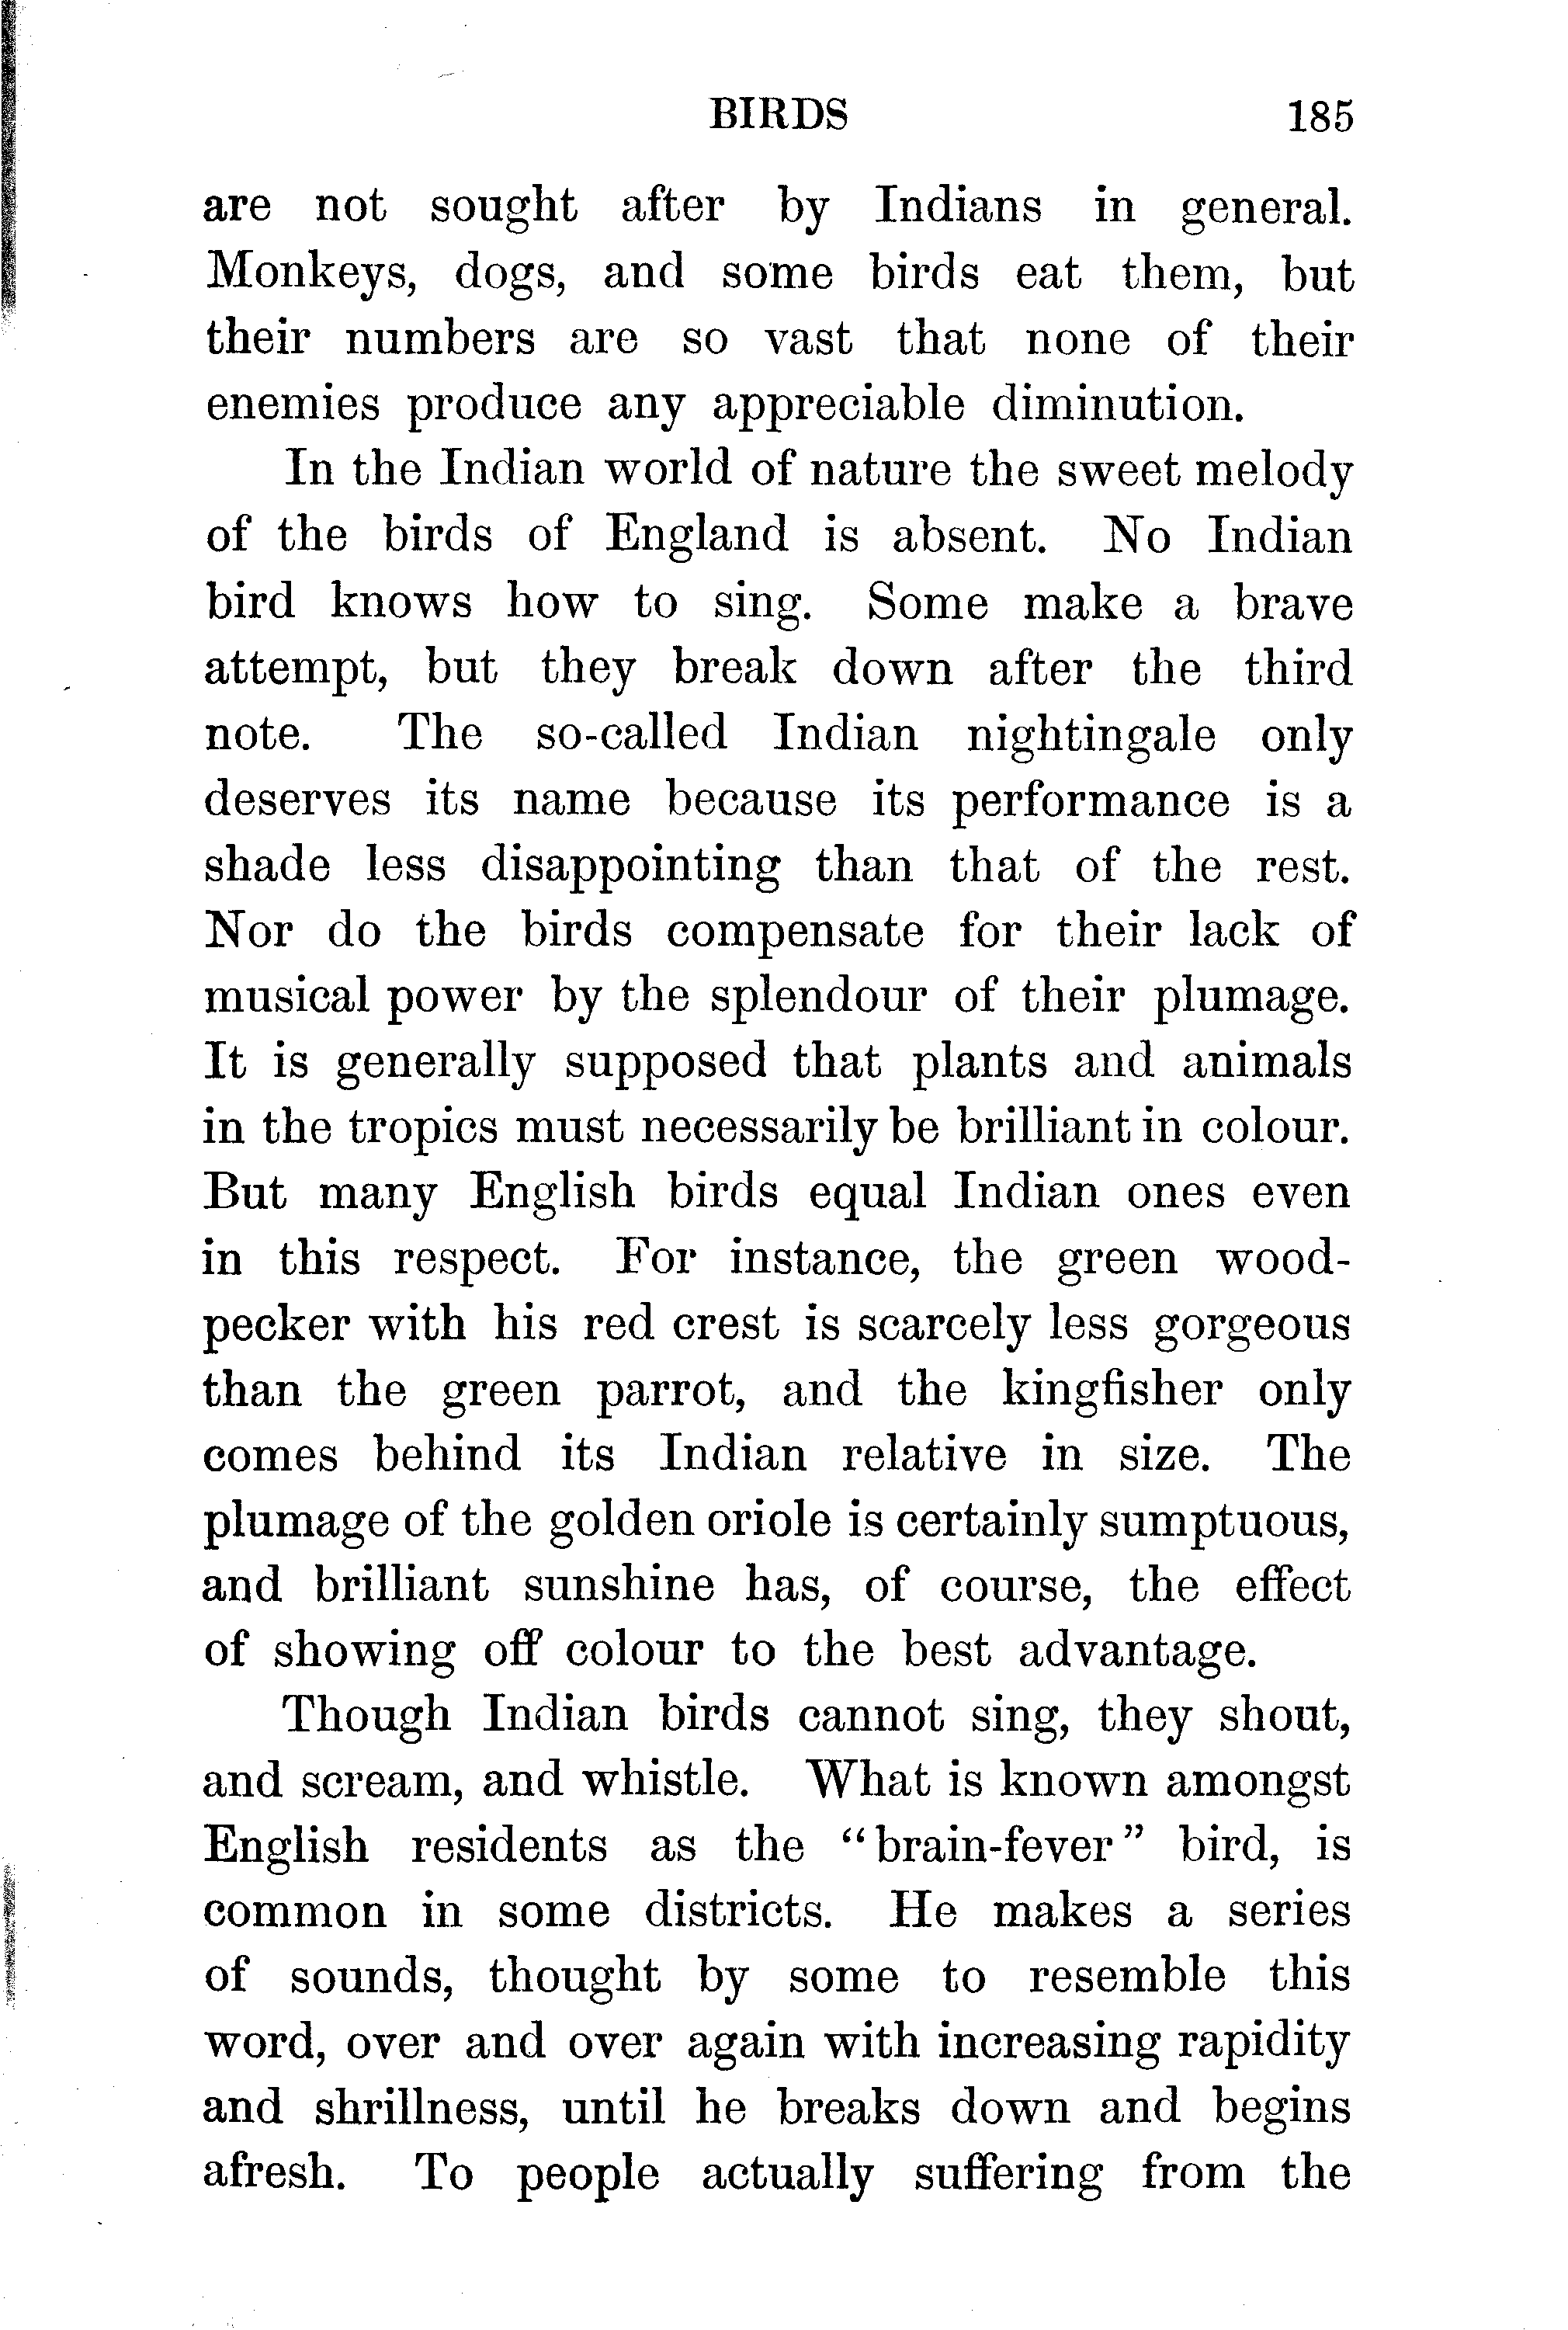 BIRDS 185
are not sought after by Indians in general.
Monkeys, dogs, and some birds eat them, but
their numbers are so vast that none of their
enemies produce any appreciable diminution.
In the Indian world of nature the sweet melody
of the birds of England is absent. No Indian
bird knows how to sing. Some make a brave
attempt, but they break down after the third
note. The so-called Indian nightingale only
deserves its name because its performance is a
shade less disappointing than that of the rest.
Nor do the birds compensate for their lack of
musical power by the splendour of their plumage.
It is generally supposed that plants and animals
in the tropics must necessarily be brilliant in colour.
But many English birds equal Indian ones even
in this respect. For instance, the green wood-
pecker with his red crest is scarcely less gorgeous
than the green parrot, and the kingfisher only
comes behind its Indian relative in size. The
plumage of the golden oriole is certainly sumptuous,
and brilliant sunshine has, of course, the effect
of showing off colour to the best advantage.
Though Indian birds cannot sing, they shout,
and scream, and whistle. What is known amongst
English residents as the "brain-fever" bird, is
common in some districts. He makes a series
of sounds, thought by some to resemble this
word, over and over again with increasing rapidity
and shrillness, until he breaks down and begins
afresh. To people actually suffering from the